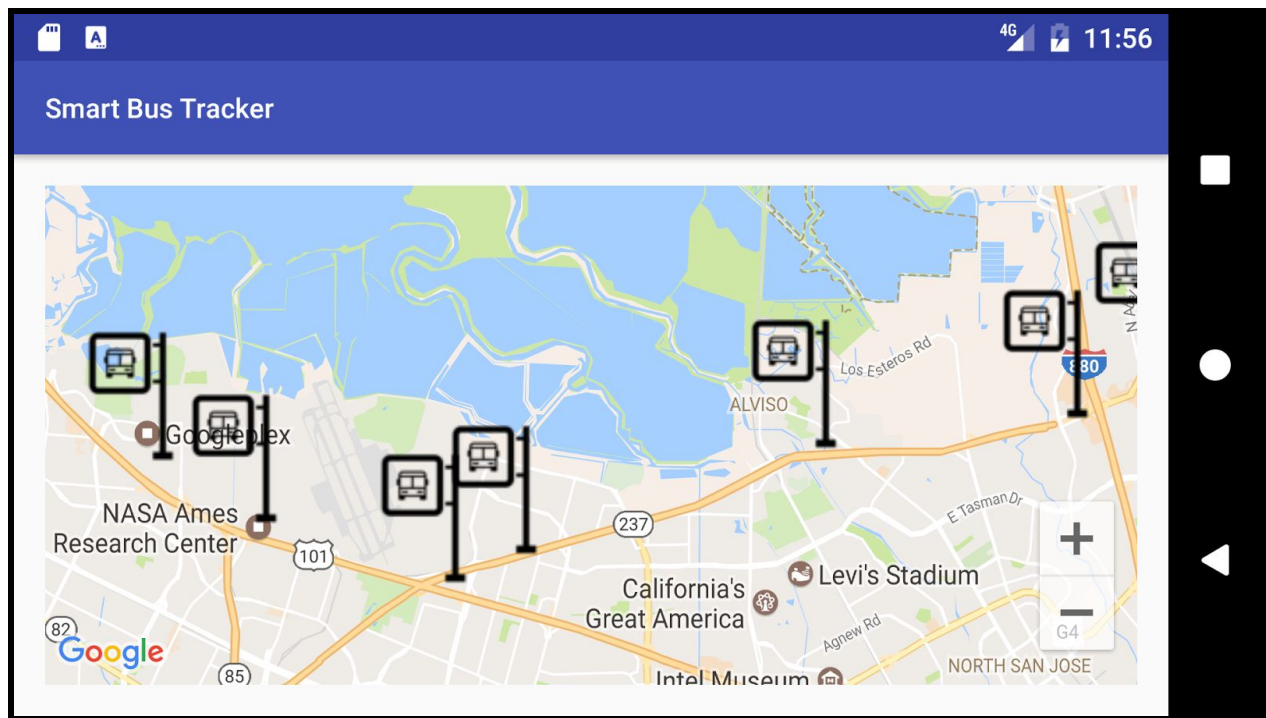 4G 11:56
Smart Bus Tracker
Los Esteros Rd
880
ALVISO
Googleplex
NASA Ames
Research Center
101
237
E Tasman Dr
Levi's Stadium
California's
Great America
Agnew Rd
82
Google
85
G4
NORTH SAN JOSE
Intel Museum